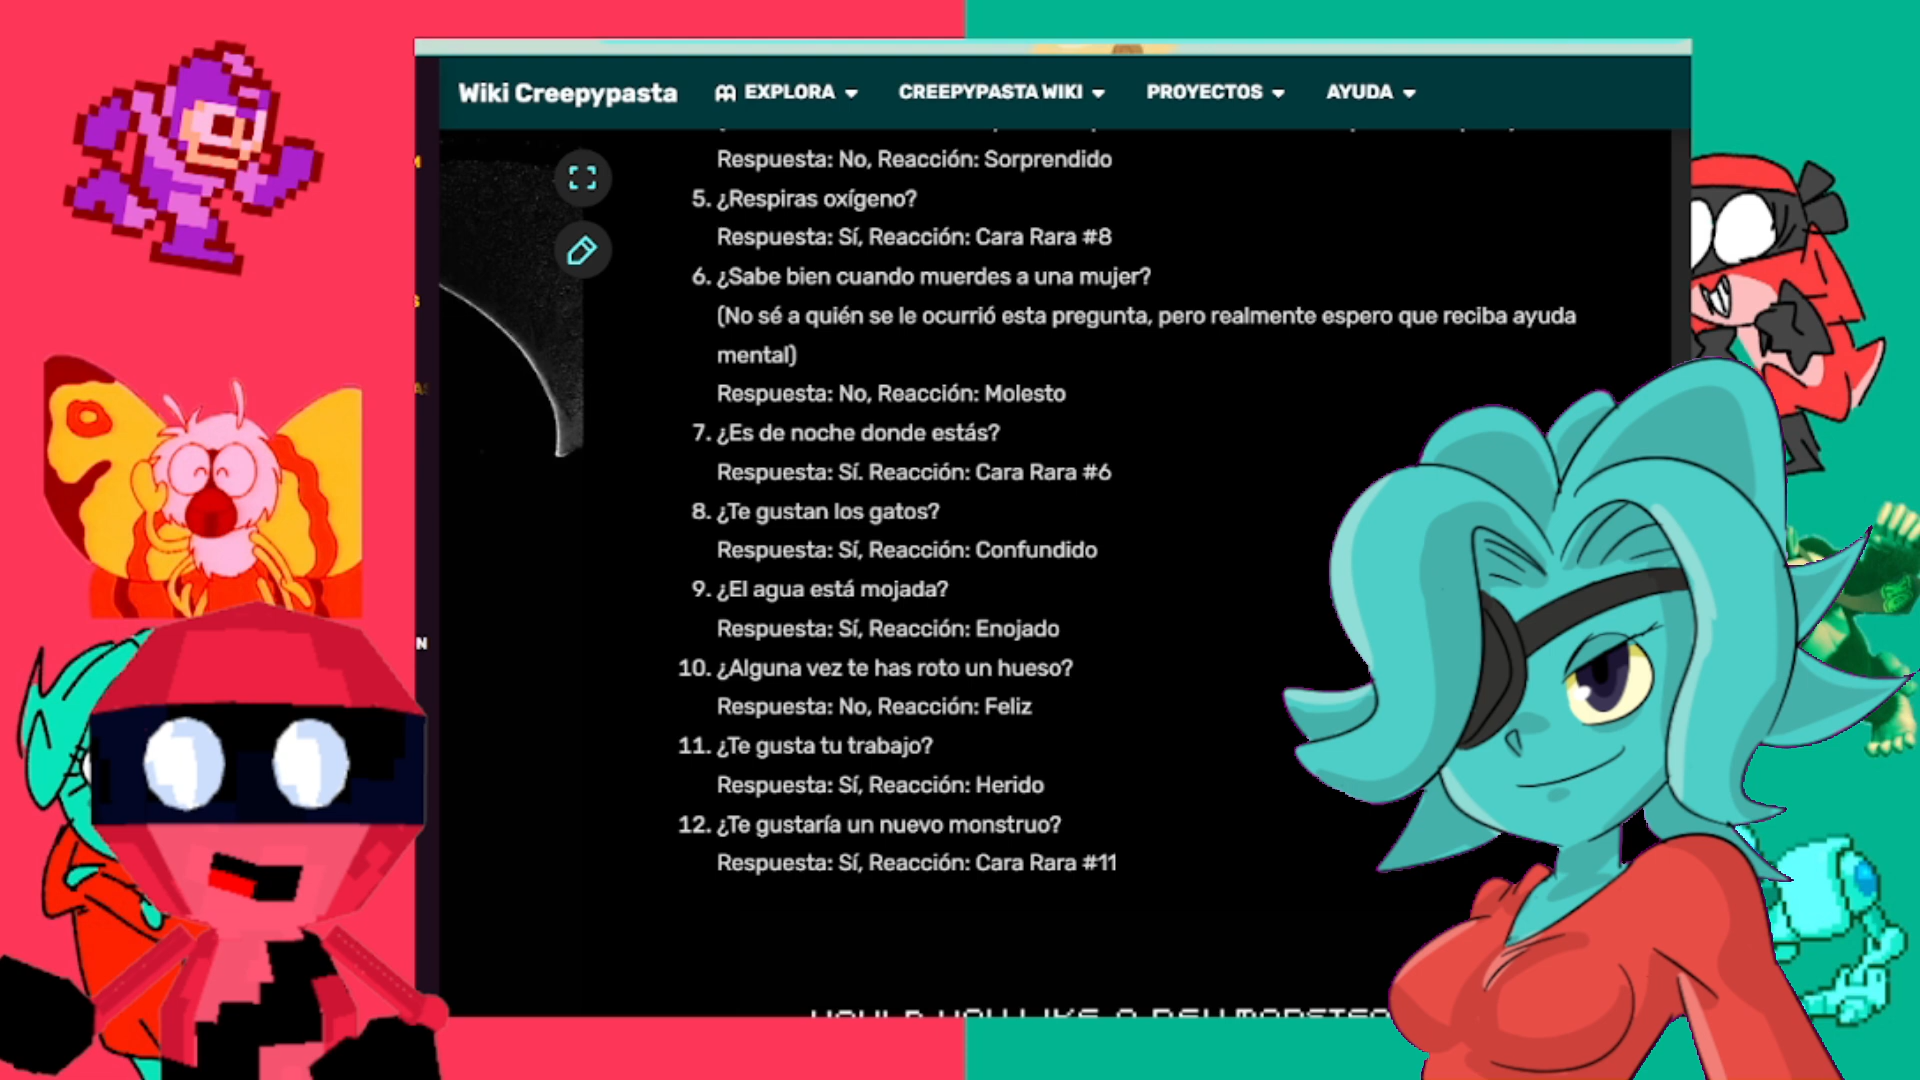 Wiki Creepypasta EXPLORA CREEPYPASTA WIKI PROYECTOS AYUDA
Respuesta: No, Reacción: Sorprendido
5. ¿Respiras oxígeno?
Respuesta: Sí, Reacción: Cara Rara #8
6. ¿Sabe bien cuando muerdes a una mujer?
(No sé a quién se le ocurrió esta pregunta, pero realmente espero que reciba ayuda
mental)
Respuesta: No, Reacción: Molesto
7. ¿Es de noche donde estás?
Respuesta: Sí. Reacción: Cara Rara #6
8. ¿Te gustan los gatos?
Respuesta: Sí, Reacción: Confundido
9. ¿El agua está mojada?
Respuesta: Sí, Reacción: Enojado
10. ¿Alguna vez te has roto un hueso?
Respuesta: No, Reacción: Feliz
11. ¿Te gusta tu trabajo?
Respuesta: Sí, Reacción: Herido
12. ¿Te gustaría un nuevo monstruo?
Respuesta: Sí, Reacción: Cara Rara #11